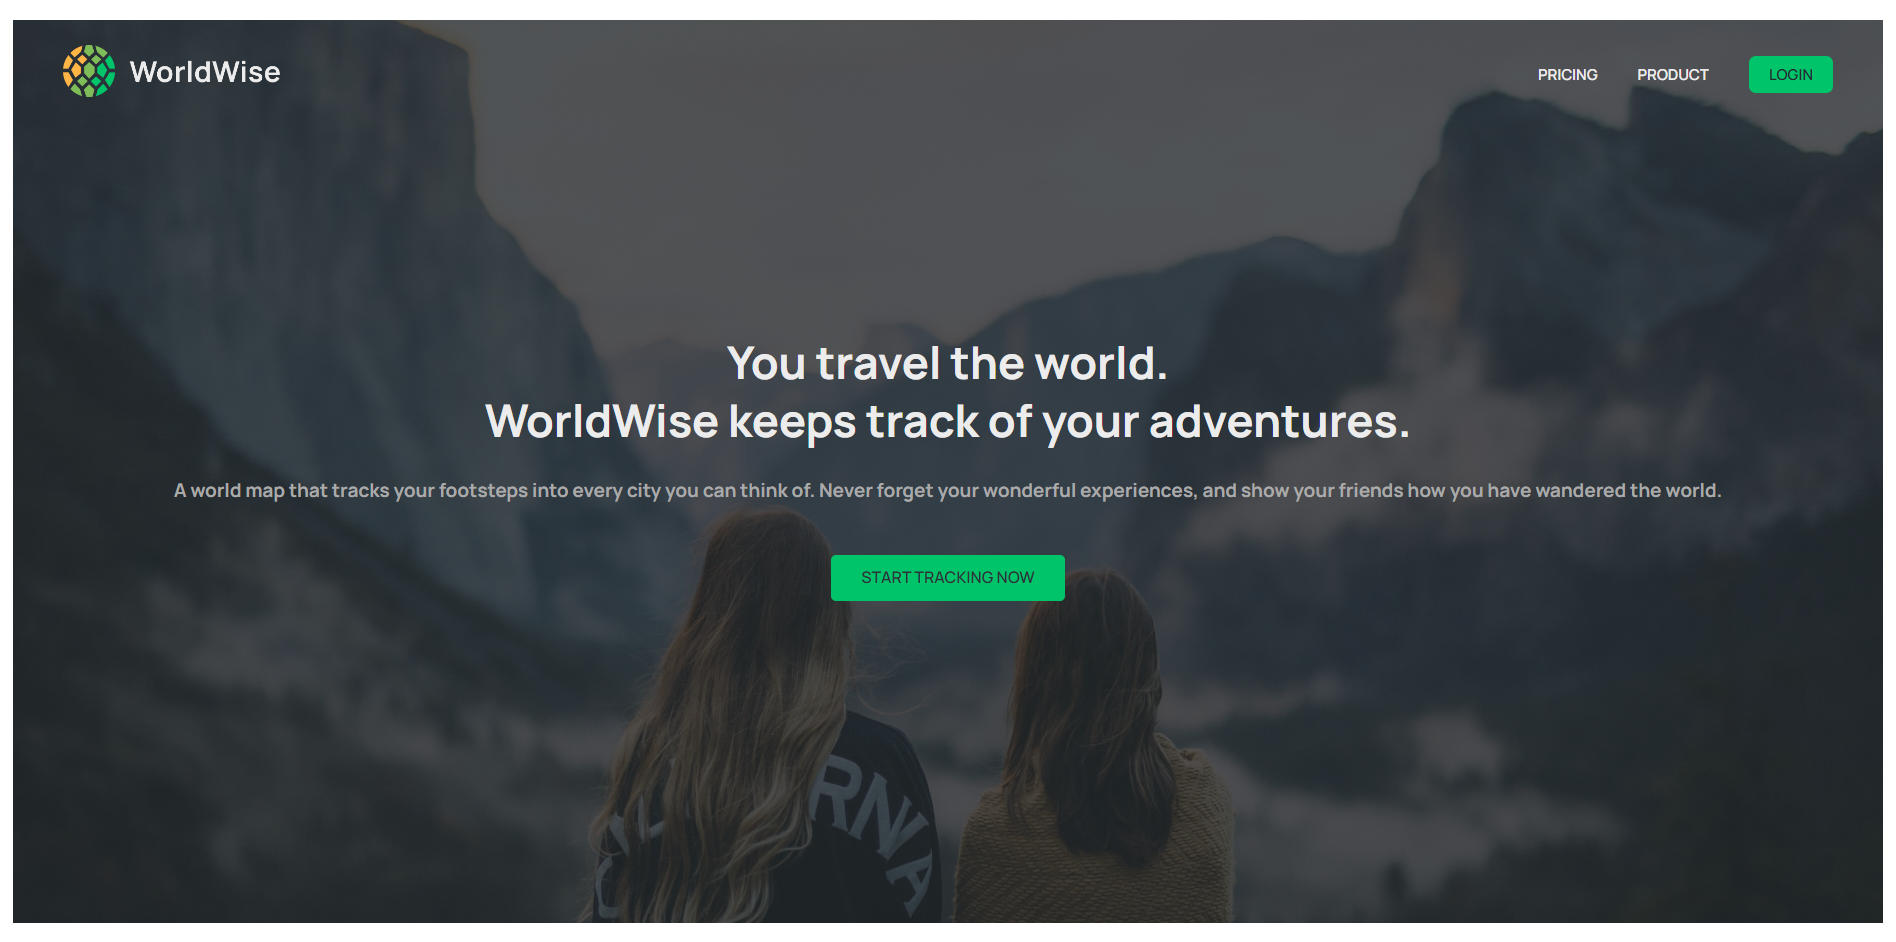 WorldWise
PRICING
PRODUCT
LOGIN
You travel the world.
WorldWise keeps track of your adventures.
A world map that tracks your footsteps into every city you can think of. Never forget your wonderful experiences, and show your friends how you have wandered the world.
START TRACKING NOW
RNIA